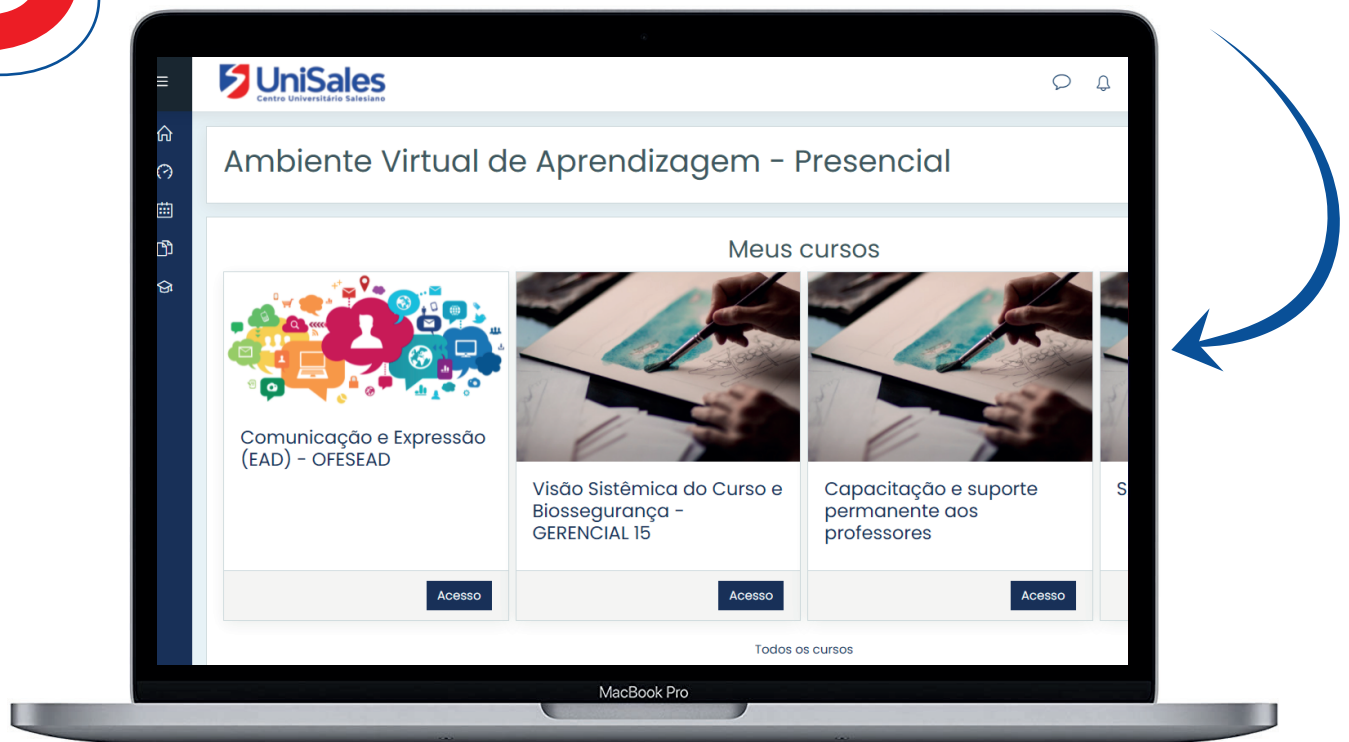 UniSales
Centro Universitário Salesiano
Ambiente Virtual de Aprendizagem - Presencial
Meus cursos
Comunicação e Expressão
(EAD) - OFESEAD
Acesso
Visão Sistêmica do Curso e
Biossegurança -
GERENCIAL 15
Acesso
Capacitação e suporte
permanente aos
professores
Acesso
S
Todos os cursos
MacBook Pro